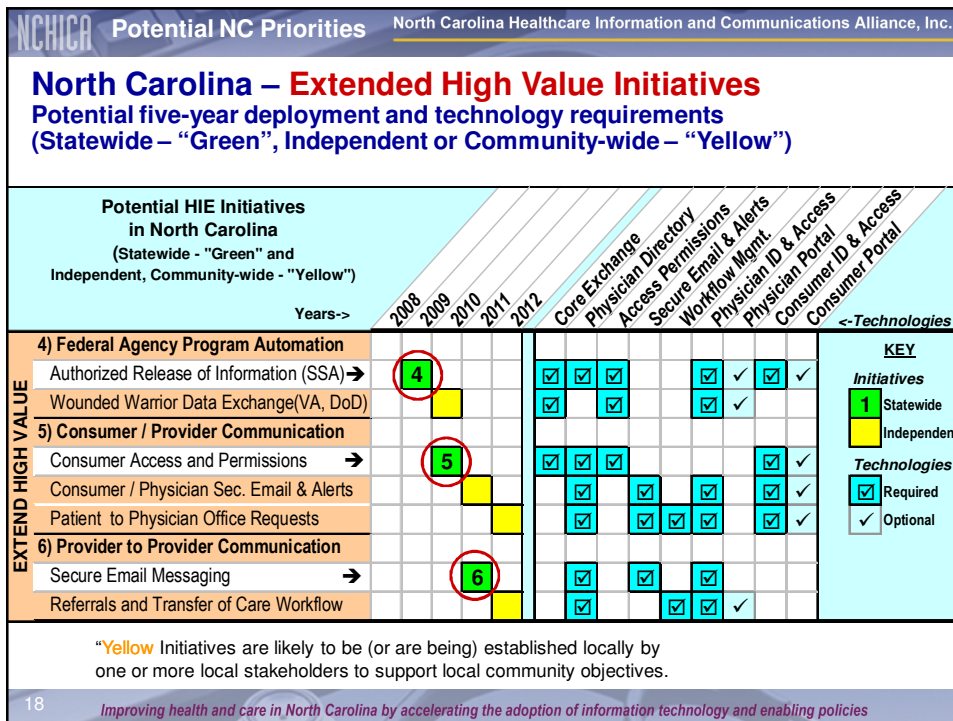 NCHICA Potential NC Priorities North Carolina Healthcare Information and Communications Alliance, Inc.
North Carolina – Extended High Value Initiatives
Potential five-year deployment and technology requirements
(Statewide – “Green”, Independent or Community-wide – “Yellow”)
Potential HIE Initiatives
in North Carolina
(Statewide - "Green" and
Independent, Community-wide - "Yellow")
Years->
2008
2009
2010
2011
2012
Core Exchange
Physician Directory
Access Permissions
Secure Email & Alerts
Workflow Mgmt.
Physician ID & Access
Physician Portal
Consumer ID & Access
Consumer Portal
<-Technologies
EXTEND HIGH VALUE
4) Federal Agency Program Automation
Authorized Release of Information (SSA)➔ 4 ☑ ☑ ☑ ☑ ✓ ☑ ✓
Wounded Warrior Data Exchange(VA, DoD) ☑ ☑ ☑ ✓
5) Consumer / Provider Communication
Consumer Access and Permissions ➔ 5 ☑ ☑ ☑ ☑ ✓
Consumer / Physician Sec. Email & Alerts ☑ ☑ ☑ ☑ ✓
Patient to Physician Office Requests ☑ ☑ ☑ ☑ ☑ ✓
6) Provider to Provider Communication
Secure Email Messaging ➔ 6 ☑ ☑ ☑
Referrals and Transfer of Care Workflow ☑ ☑ ☑ ✓
KEY
Initiatives
1 Statewide
Independen
Technologies
☑ Required
✓ Optional
“Yellow Initiatives are likely to be (or are being) established locally by
one or more local stakeholders to support local community objectives.
18
Improving health and care in North Carolina by accelerating the adoption of information technology and enabling policies